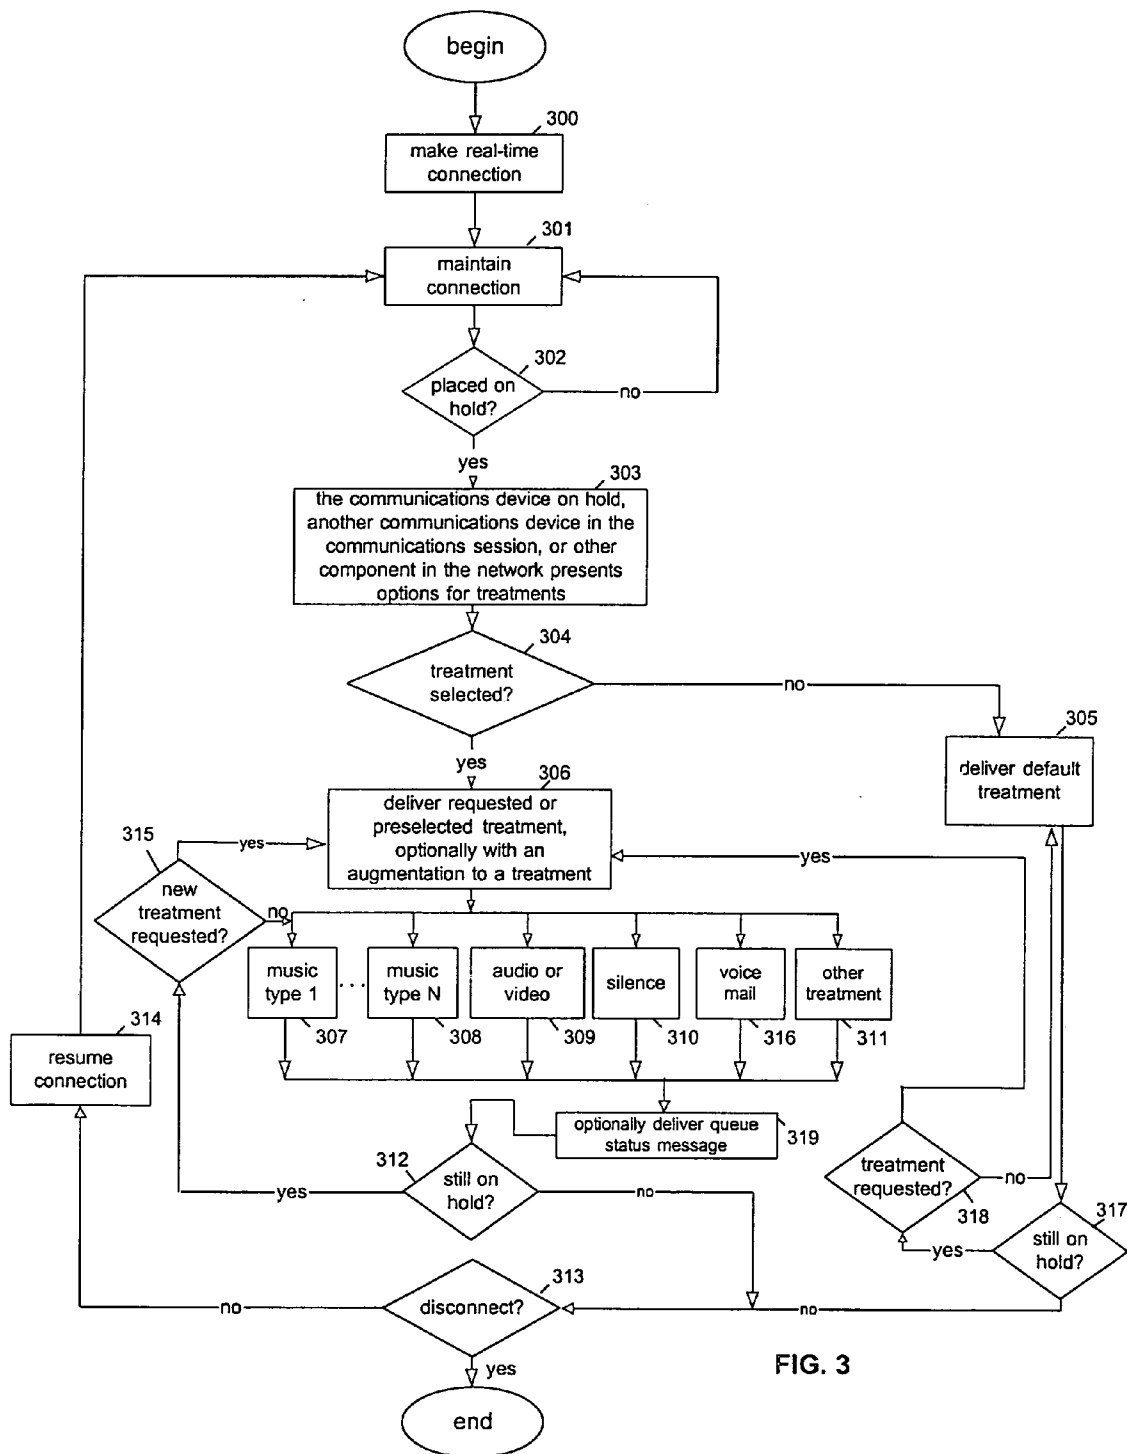 begin
300
make real-time
connection
301
maintain
connection
302
placed on
hold?
no
yes
303
the communications device on hold,
another communications device in the
communications session, or other
component in the network presents
options for treatments
304
treatment
selected?
no
yes
305
deliver default
treatment
306
deliver requested or
preselected treatment,
optionally with an
augmentation to a treatment
315
yes
yes
new
treatment
requested?
no
music
type 1
. . .
music
type N
audio or
video
silence
voice
mail
other
treatment
307
308
309
310
316
311
314
resume
connection
optionally deliver queue
status message
319
312
still on
hold?
yes
no
treatment
requested?
no
318
317
still on
hold?
yes
313
disconnect?
no
no
yes
FIG. 3
end